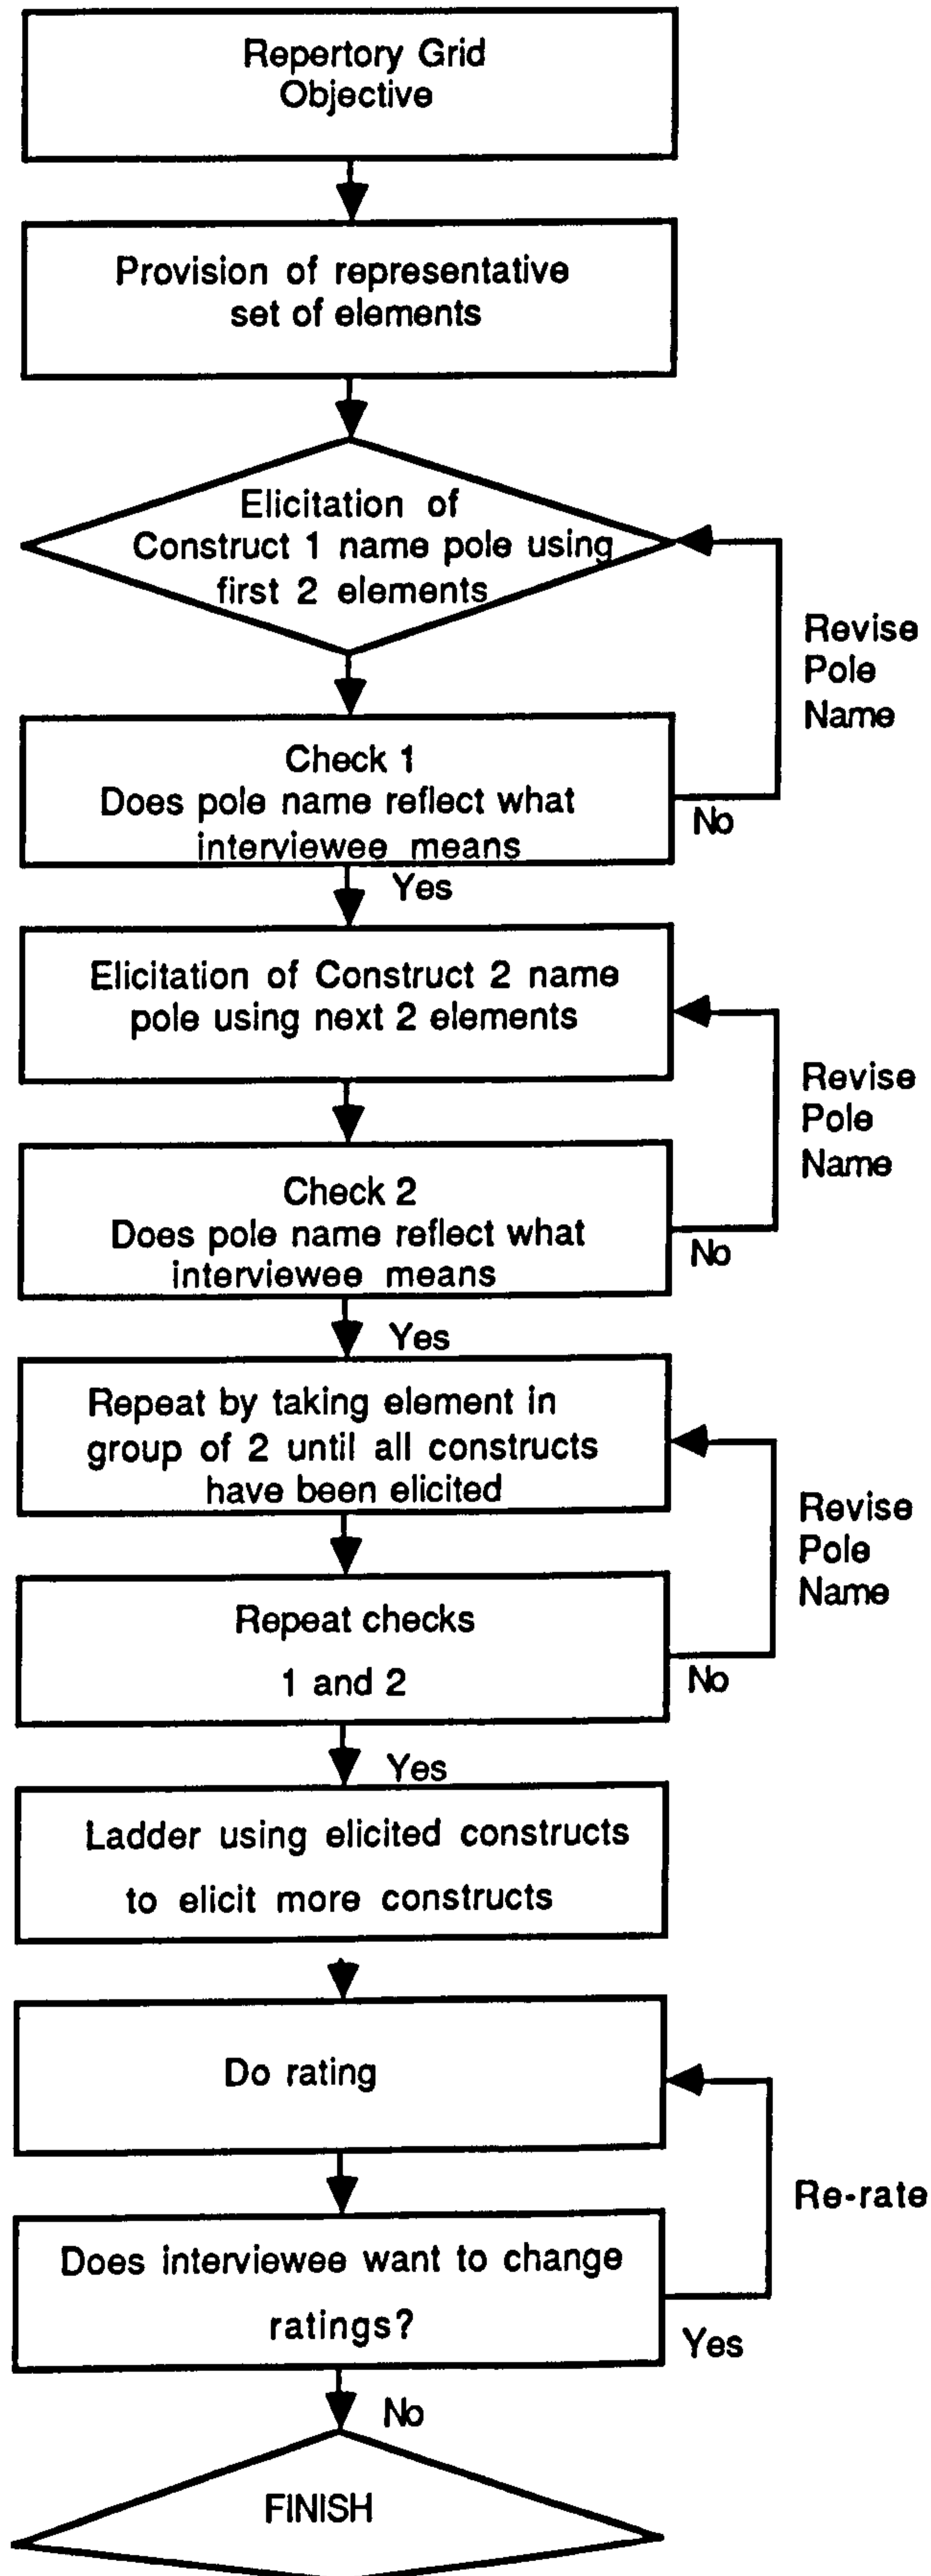 Repertory Grid
Objective
Provision of representative
set of elements
Elicitation of
Construct 1 name pole using
first 2 elements
Revise
Pole
Name
Check 1
Does pole name reflect what
interviewee means
No
Yes
Elicitation of Construct 2 name
pole using next 2 elements
Revise
Pole
Name
Check 2
Does pole name reflect what
interviewee means
No
Yes
Repeat by taking element in
group of 2 until all constructs
have been elicited
Revise
Pole
Name
Repeat checks
1 and 2
No
Yes
Ladder using elicited constructs
to elicit more constructs
Do rating
Re-rate
Does interviewee want to change
ratings?
Yes
No
FINISH